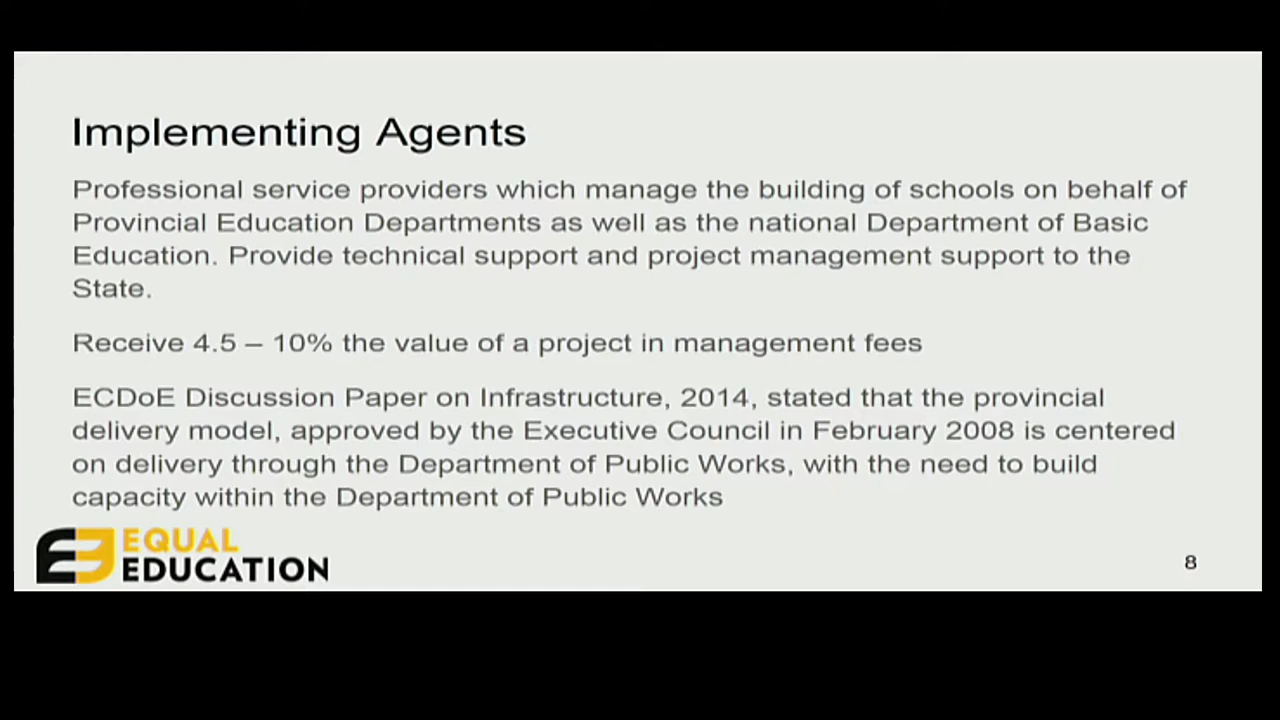 Implementing Agents
Professional service providers which manage the building of schools on behalf of
Provincial Education Departments as well as the national Department of Basic
Education. Provide technical support and project management support to the
State.
Receive 4.5 – 10% the value of a project in management fees
ECDoE Discussion Paper on Infrastructure, 2014, stated that the provincial
delivery model, approved by the Executive Council in February 2008 is centered
on delivery through the Department of Public Works, with the need to build
capacity within the Department of Public Works
EQUAL
EDUCATION
8